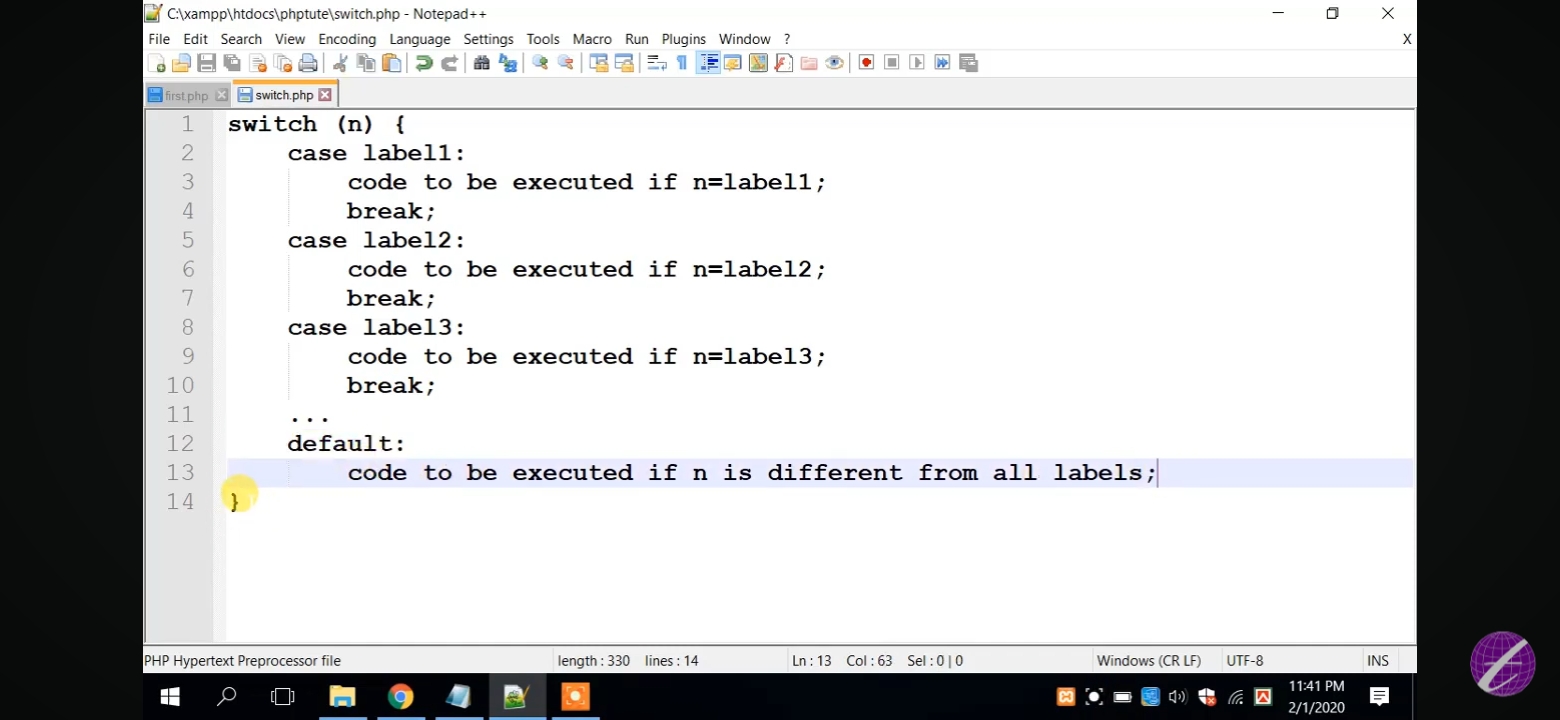 C:\xampp\htdocs\phptute\switch.php - Notepad++
File Edit Search View Encoding Language Settings Tools Macro Run Plugins Window ? X
first.php switch.php
1 switch (n) {
2     case label1:
3         code to be executed if n=label1;
4         break;
5     case label2:
6         code to be executed if n=label2;
7         break;
8     case label3:
9         code to be executed if n=label3;
10         break;
11     ...
12     default:
13         code to be executed if n is different from all labels;
14 }
PHP Hypertext Preprocessor file length : 330 lines : 14 Ln : 13 Col : 63 Sel : 0 | 0 Windows (CR LF) UTF-8 INS
11:41 PM
2/1/2020